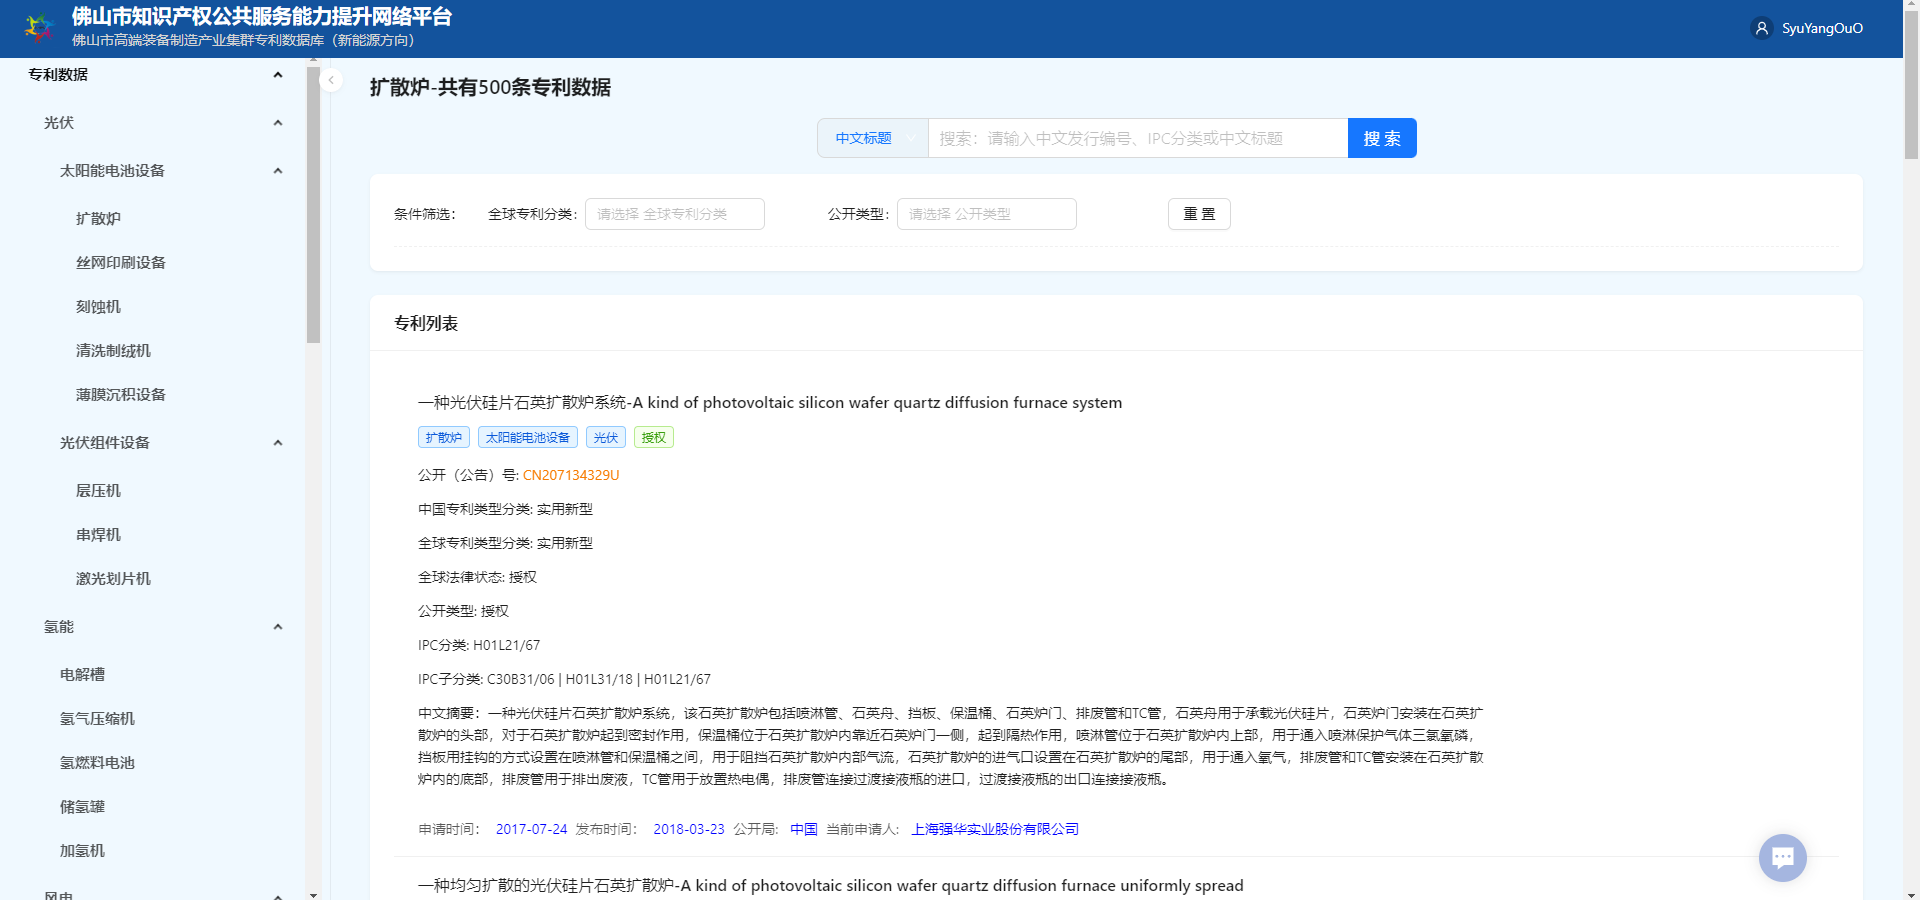 佛山市知识产权公共服务能力提升网络平台
佛山市高端装备制造产业集群专利数据库（新能源方向）
SyuYangOuO
专利数据
光伏
太阳能电池设备
扩散炉
丝网印刷设备
刻蚀机
清洗制绒机
薄膜沉积设备
光伏组件设备
层压机
串焊机
激光划片机
氢能
电解槽
氢气压缩机
氢燃料电池
储氢罐
加氢机
风电
扩散炉-共有500条专利数据
中文标题
搜索：请输入中文发行编号、IPC分类或中文标题
搜 索
条件筛选：
全球专利分类：
请选择 全球专利分类
公开类型：
请选择 公开类型
重 置
专利列表
一种光伏硅片石英扩散炉系统-A kind of photovoltaic silicon wafer quartz diffusion furnace system
扩散炉 太阳能电池设备 光伏 授权
公开（公告）号: CN207134329U
中国专利类型分类: 实用新型
全球专利类型分类: 实用新型
全球法律状态: 授权
公开类型: 授权
IPC分类: H01L21/67
IPC子分类: C30B31/06 | H01L31/18 | H01L21/67
中文摘要：一种光伏硅片石英扩散炉系统，该石英扩散炉包括喷淋管、石英舟、挡板、保温桶、石英炉门、排废管和TC管，石英舟用于承载光伏硅片，石英炉门安装在石英扩
散炉的头部，对于石英扩散炉起到密封作用，保温桶位于石英扩散炉内靠近石英炉门一侧，起到隔热作用，喷淋管位于石英扩散炉内上部，用于通入喷淋保护气体三氯氧磷，
挡板用挂钩的方式设置在喷淋管和保温桶之间，用于阻挡石英扩散炉内部气流，石英扩散炉的进气口设置在石英扩散炉的尾部，用于通入氧气，排废管和TC管安装在石英扩散
炉内的底部，排废管用于排出废液，TC管用于放置热电偶，排废管连接过渡接液瓶的进口，过渡接液瓶的出口连接接液瓶。
申请时间： 2017-07-24 发布时间： 2018-03-23 公开局: 中国 当前申请人: 上海强华实业股份有限公司
一种均匀扩散的光伏硅片石英扩散炉-A kind of photovoltaic silicon wafer quartz diffusion furnace uniformly spread